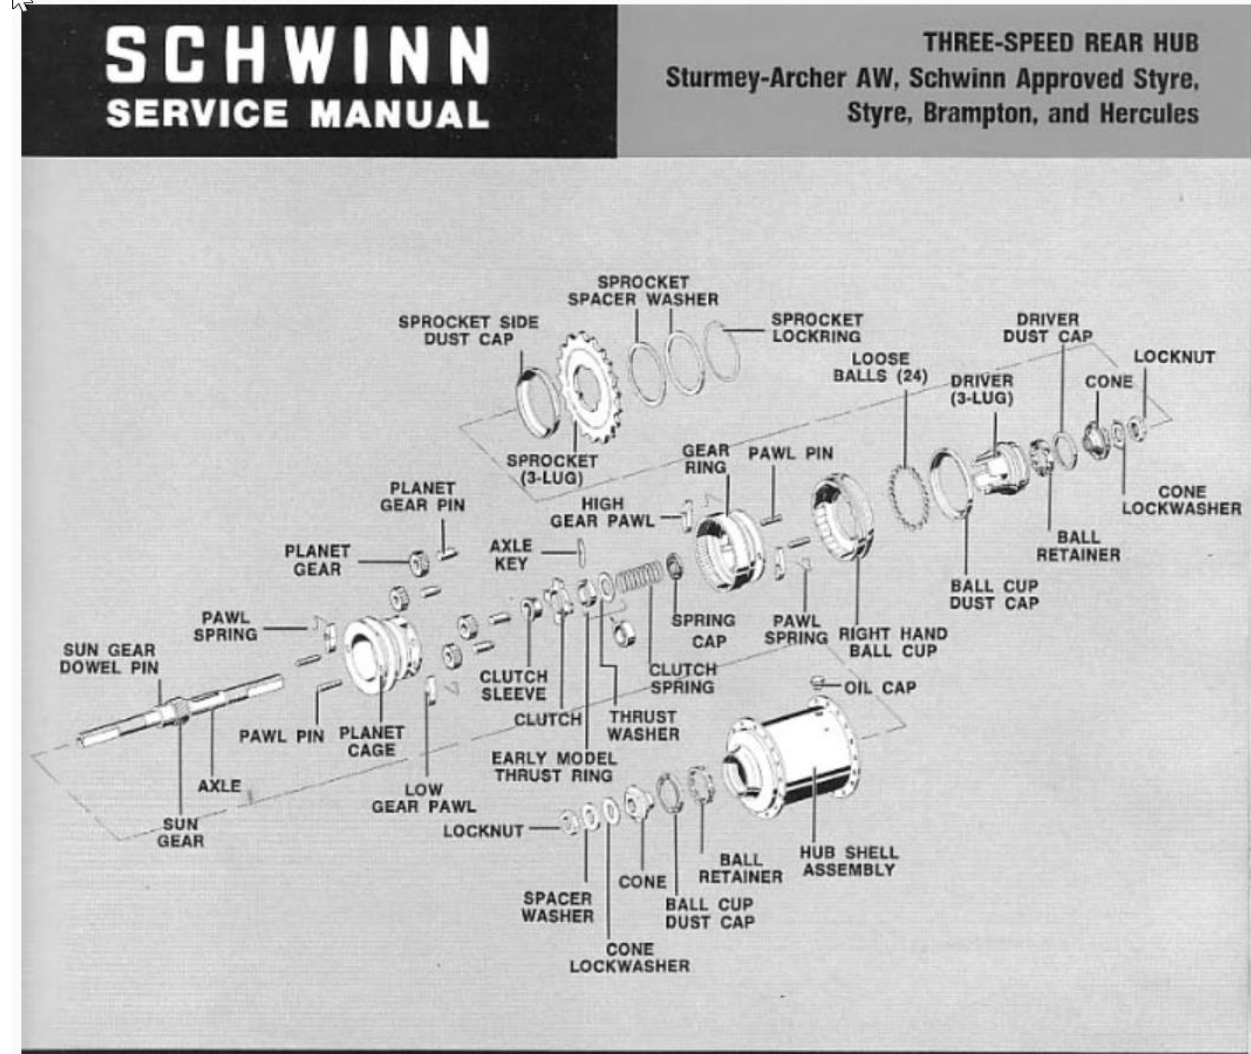 SCHWINN
SERVICE MANUAL
THREE-SPEED REAR HUB
Sturmey-Archer AW, Schwinn Approved Styre,
Styre, Brampton, and Hercules
SPROCKET
SPACER WASHER
SPROCKET SIDE
DUST CAP
SPROCKET
LOCKRING
DRIVER
DUST CAP
LOCKNUT
LOOSE
BALLS (24)
DRIVER
(3-LUG)
CONE
SPROCKET
(3-LUG)
GEAR
RING
PAWL PIN
PLANET
GEAR PIN
HIGH
GEAR PAWL
CONE
LOCKWASHER
PLANET
GEAR
AXLE
KEY
BALL
RETAINER
BALL CUP
DUST CAP
PAWL
SPRING
SPRING
CAP
PAWL
SPRING
RIGHT HAND
BALL CUP
SUN GEAR
DOWEL PIN
CLUTCH
SLEEVE
CLUTCH
SPRING
OIL CAP
PAWL PIN
PLANET
CAGE
CLUTCH
THRUST
WASHER
AXLE
LOW
GEAR PAWL
EARLY MODEL
THRUST RING
SUN
GEAR
LOCKNUT
HUB SHELL
ASSEMBLY
BALL
RETAINER
CONE
SPACER
WASHER
BALL CUP
DUST CAP
CONE
LOCKWASHER